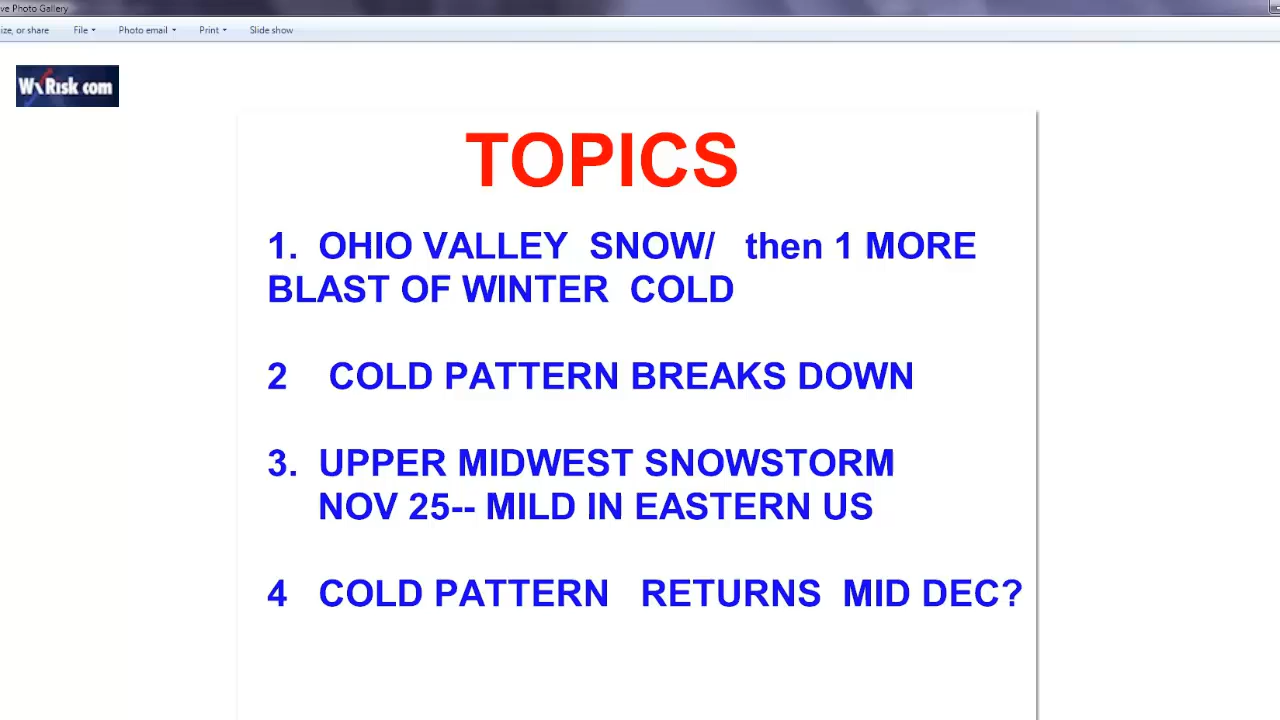 ve Photo Gallery
ize, or share File Photo email Print Slide show
WxRisk com
TOPICS
1. OHIO VALLEY SNOW/ then 1 MORE
BLAST OF WINTER COLD
2 COLD PATTERN BREAKS DOWN
3. UPPER MIDWEST SNOWSTORM
NOV 25-- MILD IN EASTERN US
4 COLD PATTERN RETURNS MID DEC?